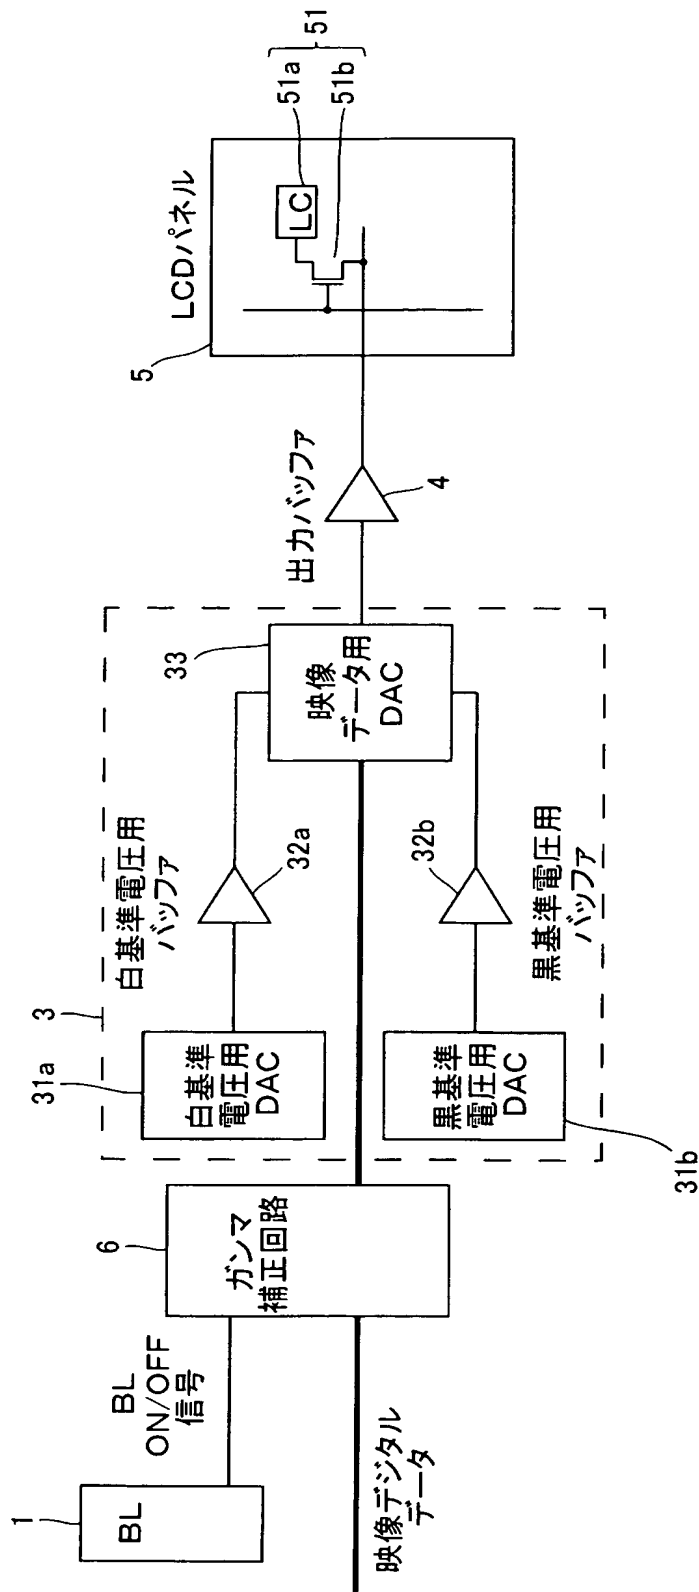 1
BL
BL
ON/OFF
信号
映像デジタル
データ
6
ガンマ
補正回路
3
31a
白基準
電圧用
DAC
白基準電圧用
バッファ
32a
31b
黒基準
電圧用
DAC
黒基準電圧用
バッファ
32b
33
映像
データ用
DAC
出力バッファ
4
5
LCDパネル
LC
51a
51b
51